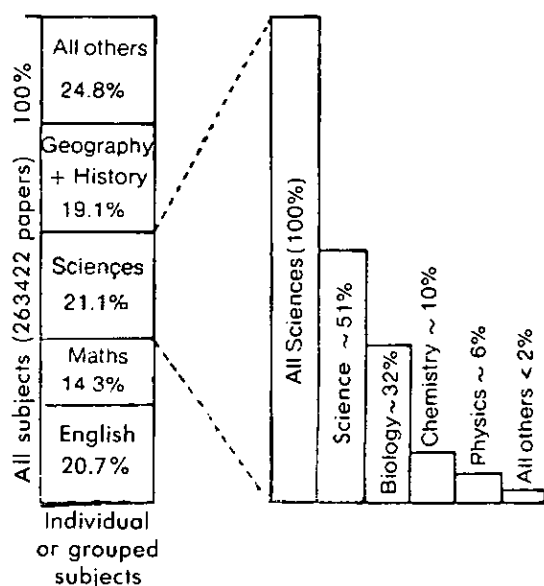 All subjects (263422 papers) 100%
All others
24.8%
Geography
+ History
19.1%
Sciences
21.1%
Maths
14.3%
English
20.7%
Individual
or grouped
subjects
All Sciences (100%)
Science ~ 51%
Biology ~ 32%
Chemistry ~ 10%
Physics ~ 6%
All others < 2%